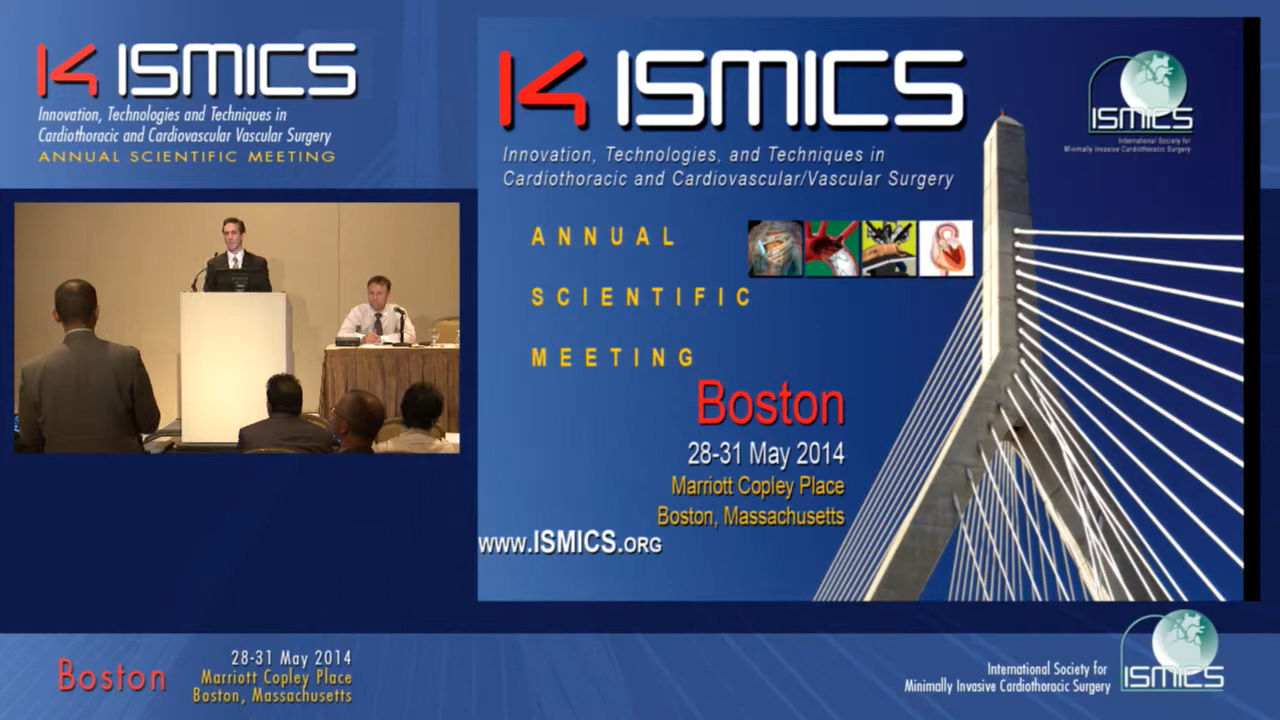 14 ISMICS
Innovation, Technologies and Techniques in
Cardiothoracic and Cardiovascular Vascular Surgery
ANNUAL SCIENTIFIC MEETING
14 ISMICS
Innovation, Technologies, and Techniques in
Cardiothoracic and Cardiovascular/Vascular Surgery
ISMICS
International Society for
Minimally Invasive Cardiothoracic Surgery
ANNUAL
SCIENTIFIC
MEETING
Boston
28-31 May 2014
Marriott Copley Place
Boston, Massachusetts
www.ISMICS.ORG
Boston
28-31 May 2014
Marriott Copley Place
Boston, Massachusetts
International Society for
Minimally Invasive Cardiothoracic Surgery
ISMICS